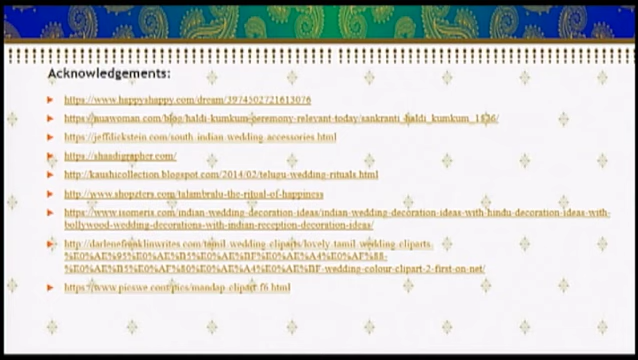 Acknowledgements:
https://www.happyshappy.com/dream/3974502721613076
https://nuawoman.com/blog/haldi-kumkum-ceremony-relevant-today/sankranti_haldi_kumkum_1836/
https://jeffdickstein.com/south-indian-wedding-accessories.html
https://shaadigrapher.com/
http://kaushicollection.blogspot.com/2014/02/telugu-wedding-rituals.html
http://www.shopzters.com/talambralu-the-ritual-of-happiness
https://www.isomeris.com/indian-wedding-decoration-ideas/indian-wedding-decoration-ideas-with-hindu-decoration-ideas-with-
bollywood-wedding-decorations-with-indian-reception-decoration-ideas/
http://darlenefranklinwrites.com/tamil-wedding-cliparts/lovely-tamil-wedding-cliparts-
%E0%AE%95%E0%AE%B5%E0%AE%BF%E0%AE%A4%E0%AF%88-
%E0%AE%B5%E0%AF%80%E0%AE%A4%E0%AE%BF-wedding-colour-clipart-2-first-on-net/
https://www.picswe.com/pics/mandap-clipart-f6.html